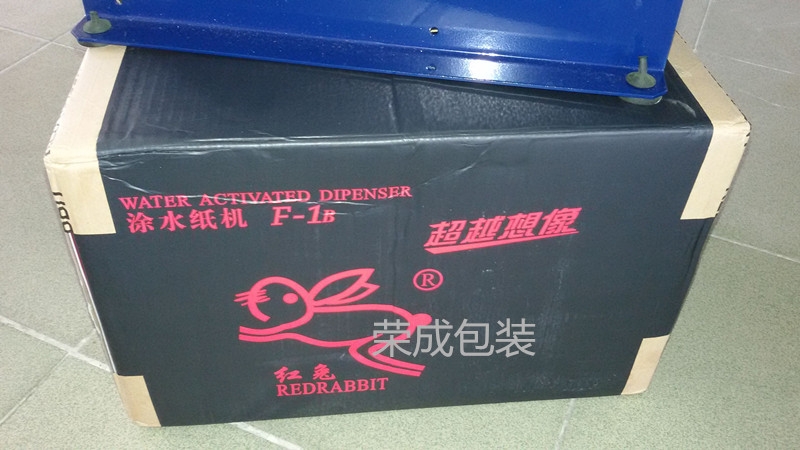 WATER ACTIVATED DIPENSER
涂水纸机 F-1B
超越想像
®
荣成包装
红兔
REDRABBIT